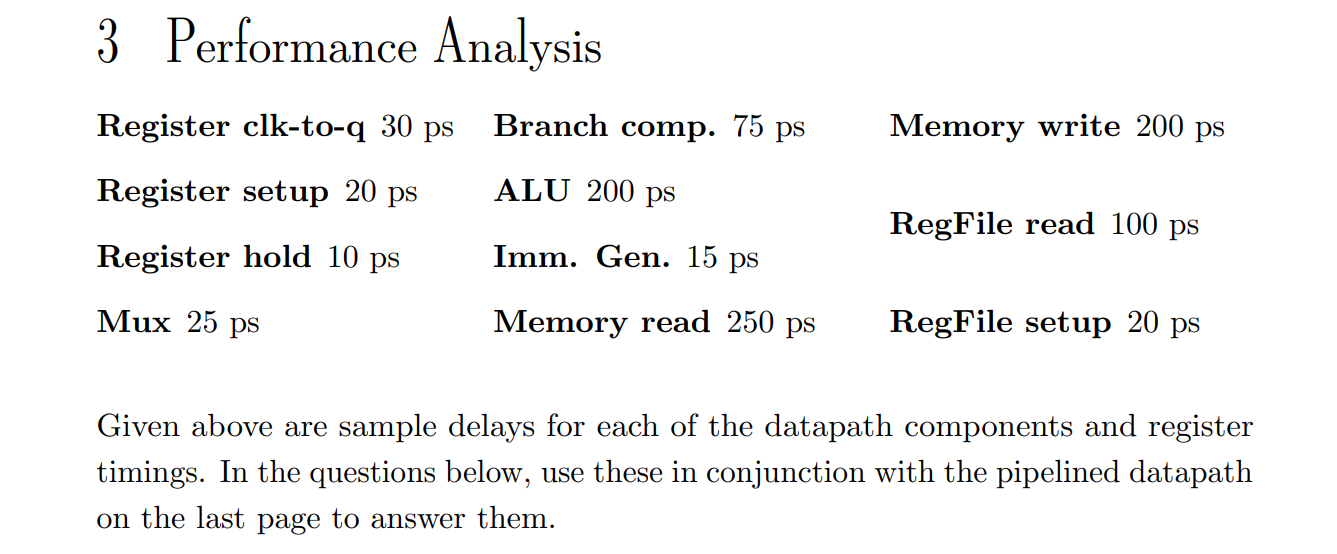 3 Performance Analysis
Register clk-to-q 30 ps Branch comp. 75 ps Memory write 200 ps
Register setup 20 ps ALU 200 ps
RegFile read 100 ps
Register hold 10 ps Imm. Gen. 15 ps
Mux 25 ps Memory read 250 ps RegFile setup 20 ps
Given above are sample delays for each of the datapath components and register
timings. In the questions below, use these in conjunction with the pipelined datapath
on the last page to answer them.